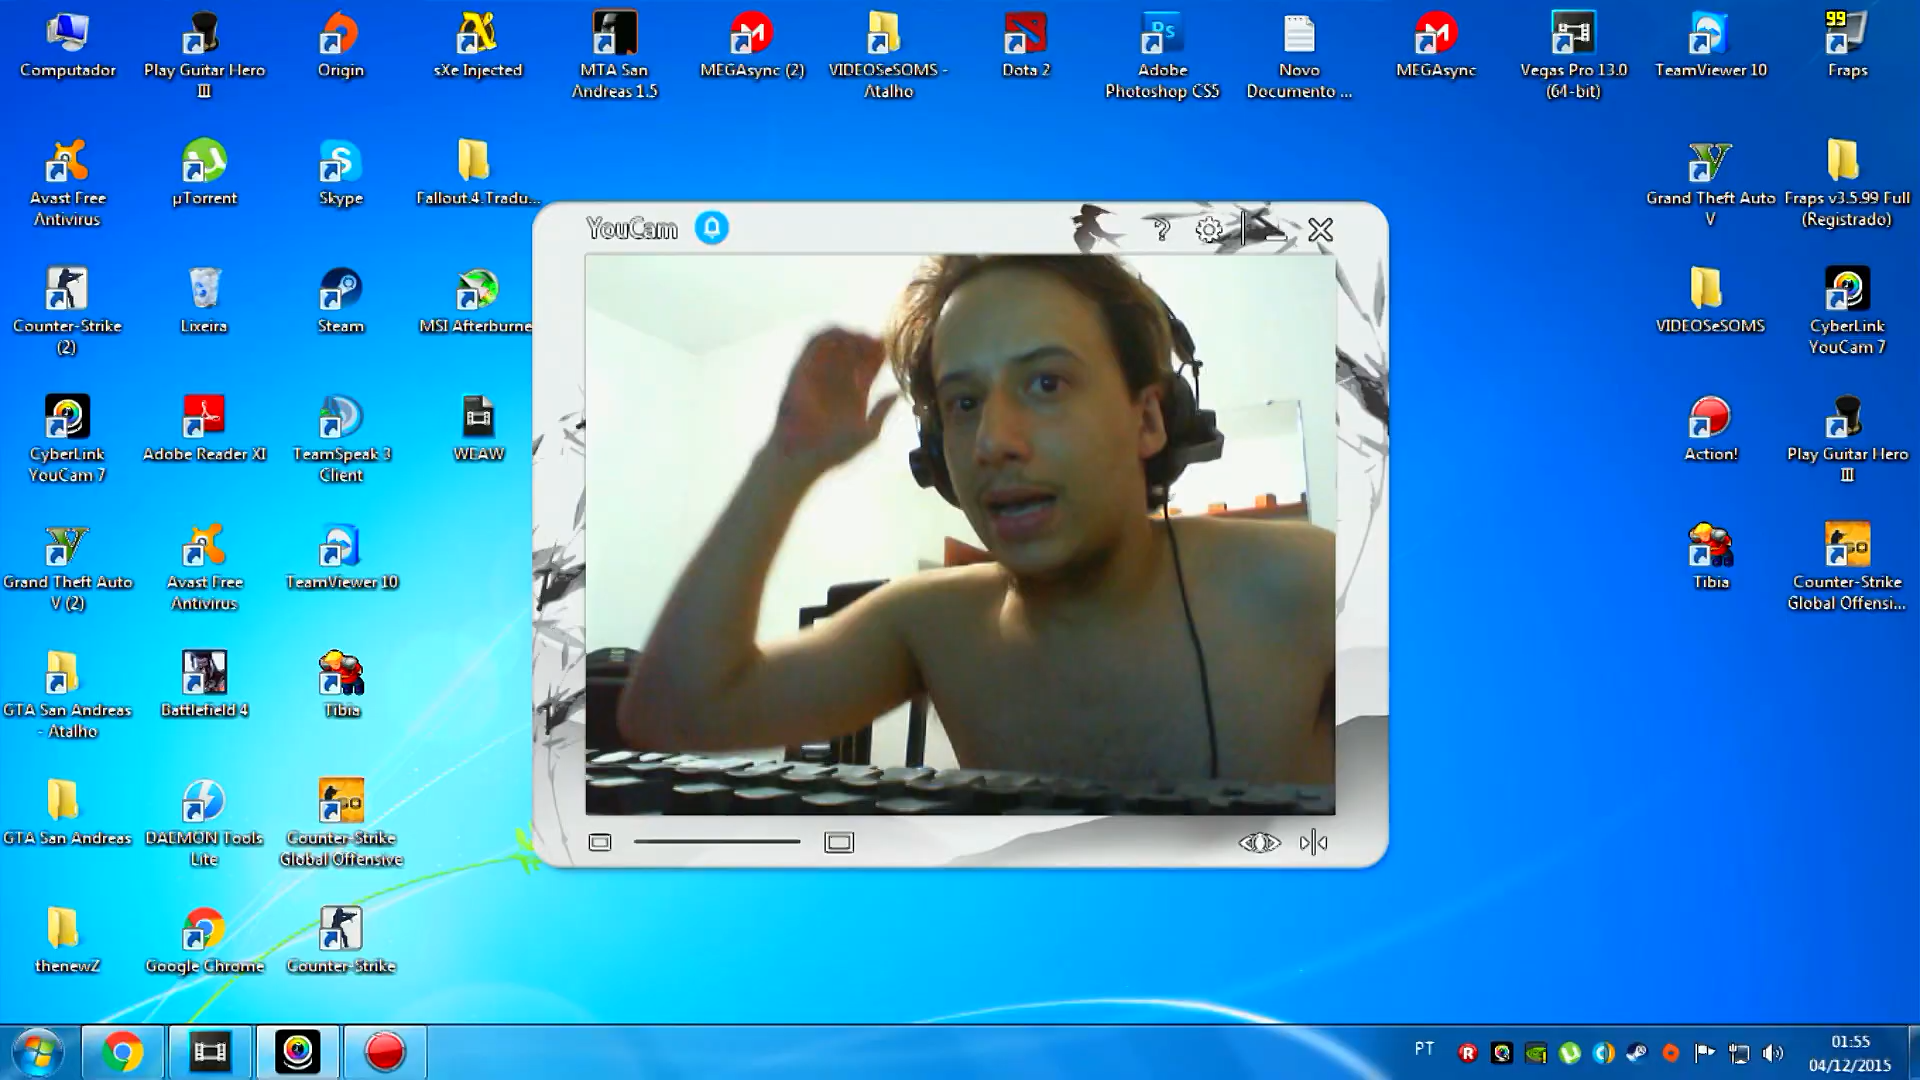 Computador
Play Guitar Hero
III
Origin
sXe Injected
MTA San
Andreas 1.5
MEGAsync (2)
VIDEOSeSOMS -
Atalho
Dota 2
Ps
Adobe
Photoshop CS5
Novo
Documento ...
MEGAsync
Vegas Pro 13.0
(64-bit)
TeamViewer 10
99
Fraps
Avast Free
Antivirus
µTorrent
Skype
Fallout.4.Tradu...
Grand Theft Auto
V
Fraps v3.5.99 Full
(Registrado)
YouCam
Counter-Strike
(2)
Lixeira
Steam
MSI Afterburne
VIDEOSeSOMS
CyberLink
YouCam 7
CyberLink
YouCam 7
Adobe Reader XI
TeamSpeak 3
Client
WEAW
Action!
Play Guitar Hero
III
Grand Theft Auto
V (2)
Avast Free
Antivirus
TeamViewer 10
Tibia
Counter-Strike
Global Offensi...
GTA San Andreas
- Atalho
Battlefield 4
Tibia
GTA San Andreas
DAEMON Tools
Lite
Counter-Strike
Global Offensive
thenewZ
Google Chrome
Counter-Strike
PT
01:55
04/12/2015